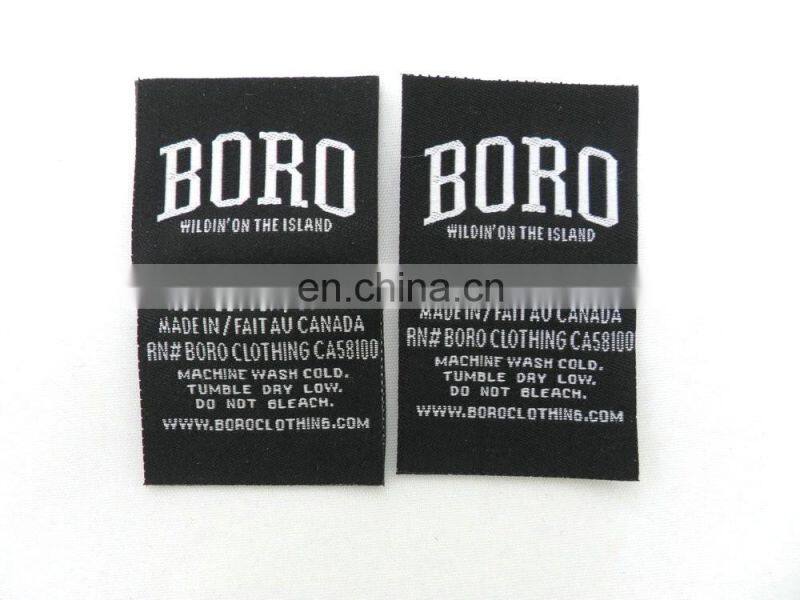 BORO
WILDIN' ON THE ISLAND
MADE IN / FAIT AU CANADA
RN# BORO CLOTHING CA58100
MACHINE WASH COLD.
TUMBLE DRY LOW.
DO NOT BLEACH.
WWW.BOROCLOTHING.COM
BORO
WILDIN' ON THE ISLAND
MADE IN / FAIT AU CANADA
RN# BORO CLOTHING CA58100
MACHINE WASH COLD.
TUMBLE DRY LOW.
DO NOT BLEACH.
WWW.BOROCLOTHING.COM
en.china.cn